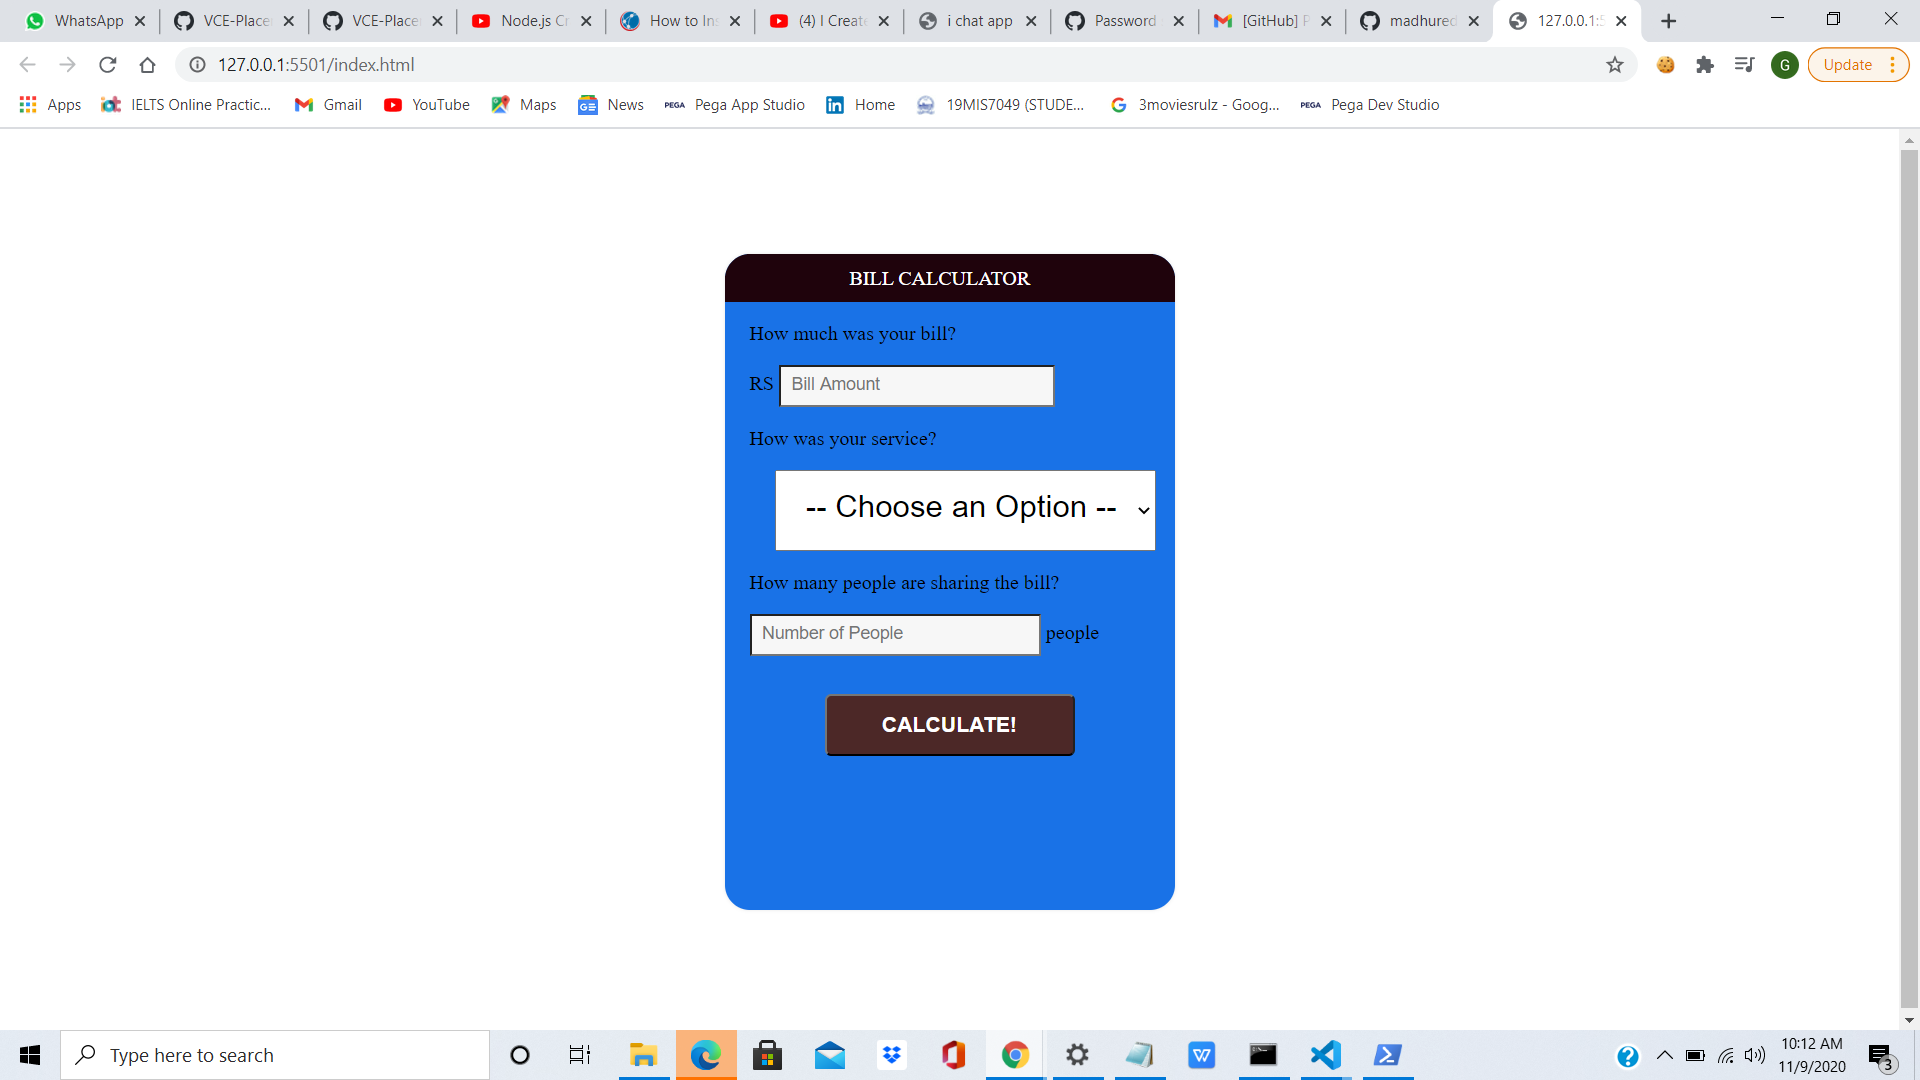 WhatsApp
VCE-Place
VCE-Place
Node.js Cr
How to Ins
(4) I Create
i chat app
Password
[GitHub] P
madhured
127.0.0.1:5
127.0.0.1:5501/index.html
G
Update
Apps
IELTS Online Practic...
Gmail
YouTube
Maps
News
PEGA Pega App Studio
Home
19MIS7049 (STUDE...
3moviesrulz - Goog...
PEGA Pega Dev Studio
BILL CALCULATOR
How much was your bill?
RS Bill Amount
How was your service?
-- Choose an Option --
How many people are sharing the bill?
Number of People people
CALCULATE!
Type here to search
10:12 AM
11/9/2020
3